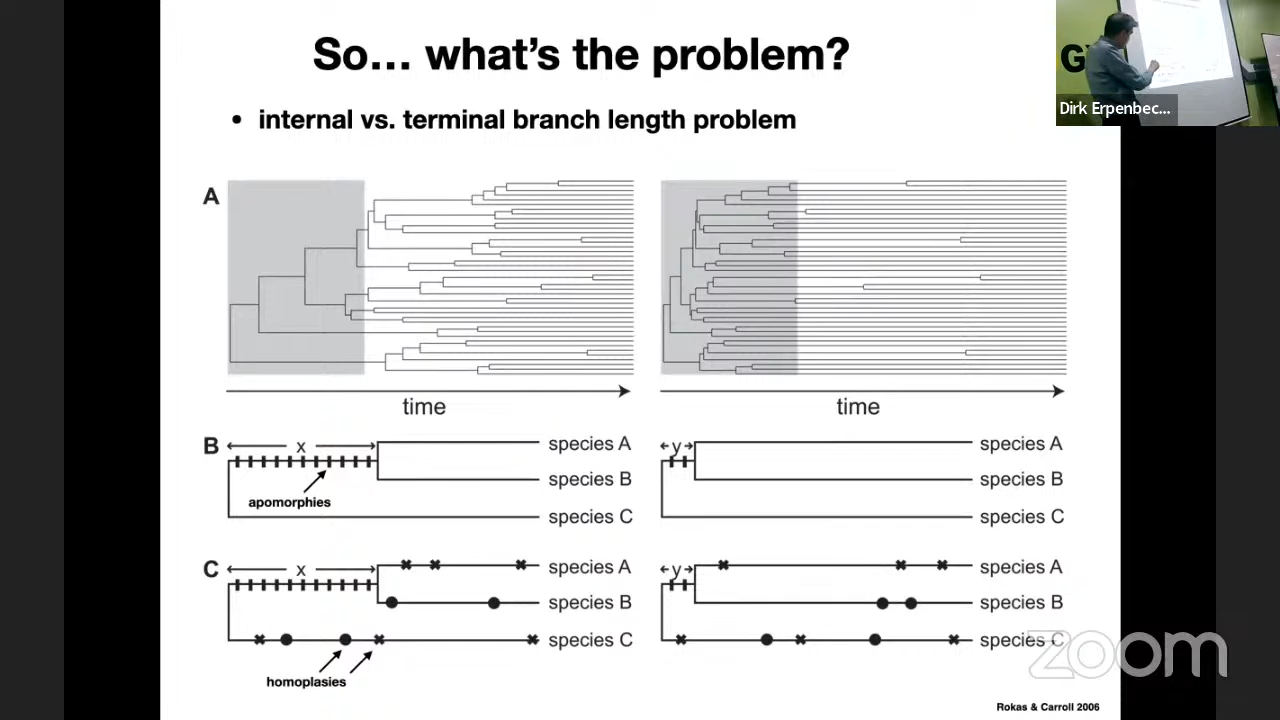 So... what's the problem?
G
Dirk Erpenbec...
• internal vs. terminal branch length problem
A
time
time
B
x
species A
apomorphies
species B
species C
y
species A
species B
species C
C
x
species A
species B
species C
homoplasies
y
species A
species B
species C
zoom
Rokas & Carroll 2006